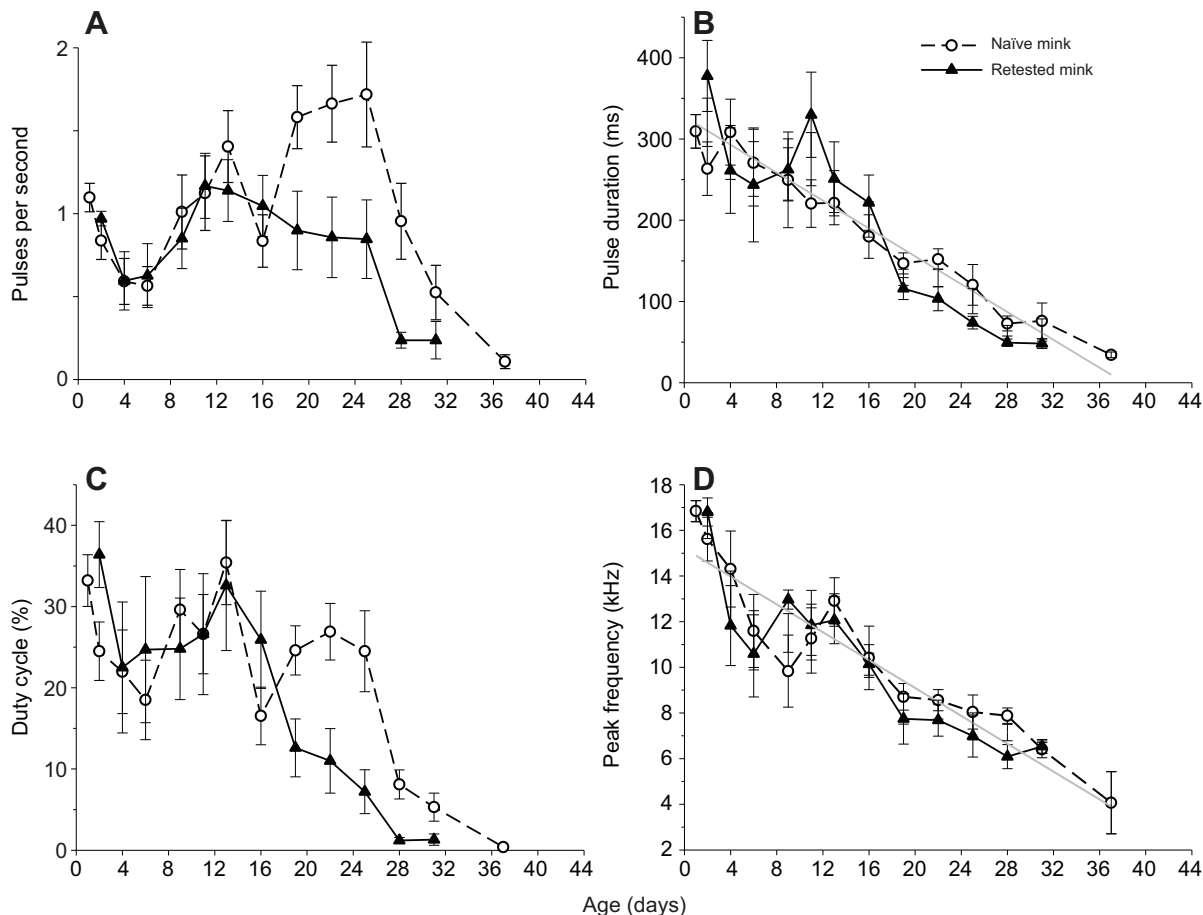 A
B
2
1
0
Pulses per second
0 4 8 12 16 20 24 28 32 36 40 44
400
300
200
100
0
Pulse duration (ms)
Naïve mink
Retested mink
0 4 8 12 16 20 24 28 32 36 40 44
C
D
40
30
20
10
0
Duty cycle (%)
0 4 8 12 16 20 24 28 32 36 40 44
18
16
14
12
10
8
6
4
2
Peak frequency (kHz)
0 4 8 12 16 20 24 28 32 36 40 44
Age (days)